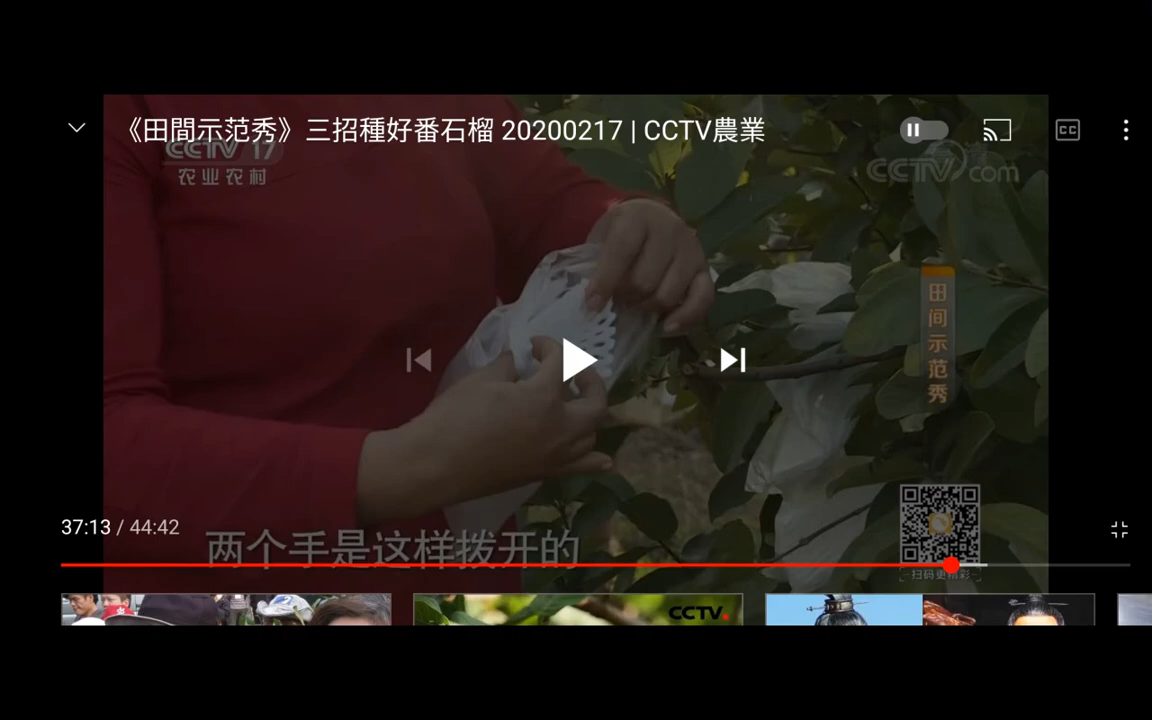 《田間示范秀》三招種好番石榴 20200217 | CCTV農業
CCTV 17
农业农村
CCTV.com
CC
田间示范秀
37:13 / 44:42
两个手是这样拨开的
扫码更精彩
CCTV.